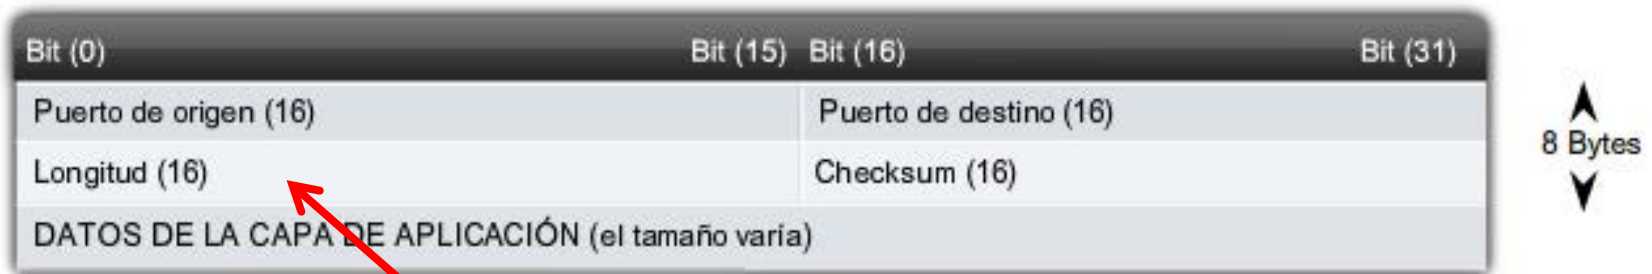 Bit (0) Bit (15) Bit (16) Bit (31)
Puerto de origen (16) Puerto de destino (16)
8 Bytes
Longitud (16) Checksum (16)
DATOS DE LA CAPA DE APLICACIÓN (el tamaño varía)